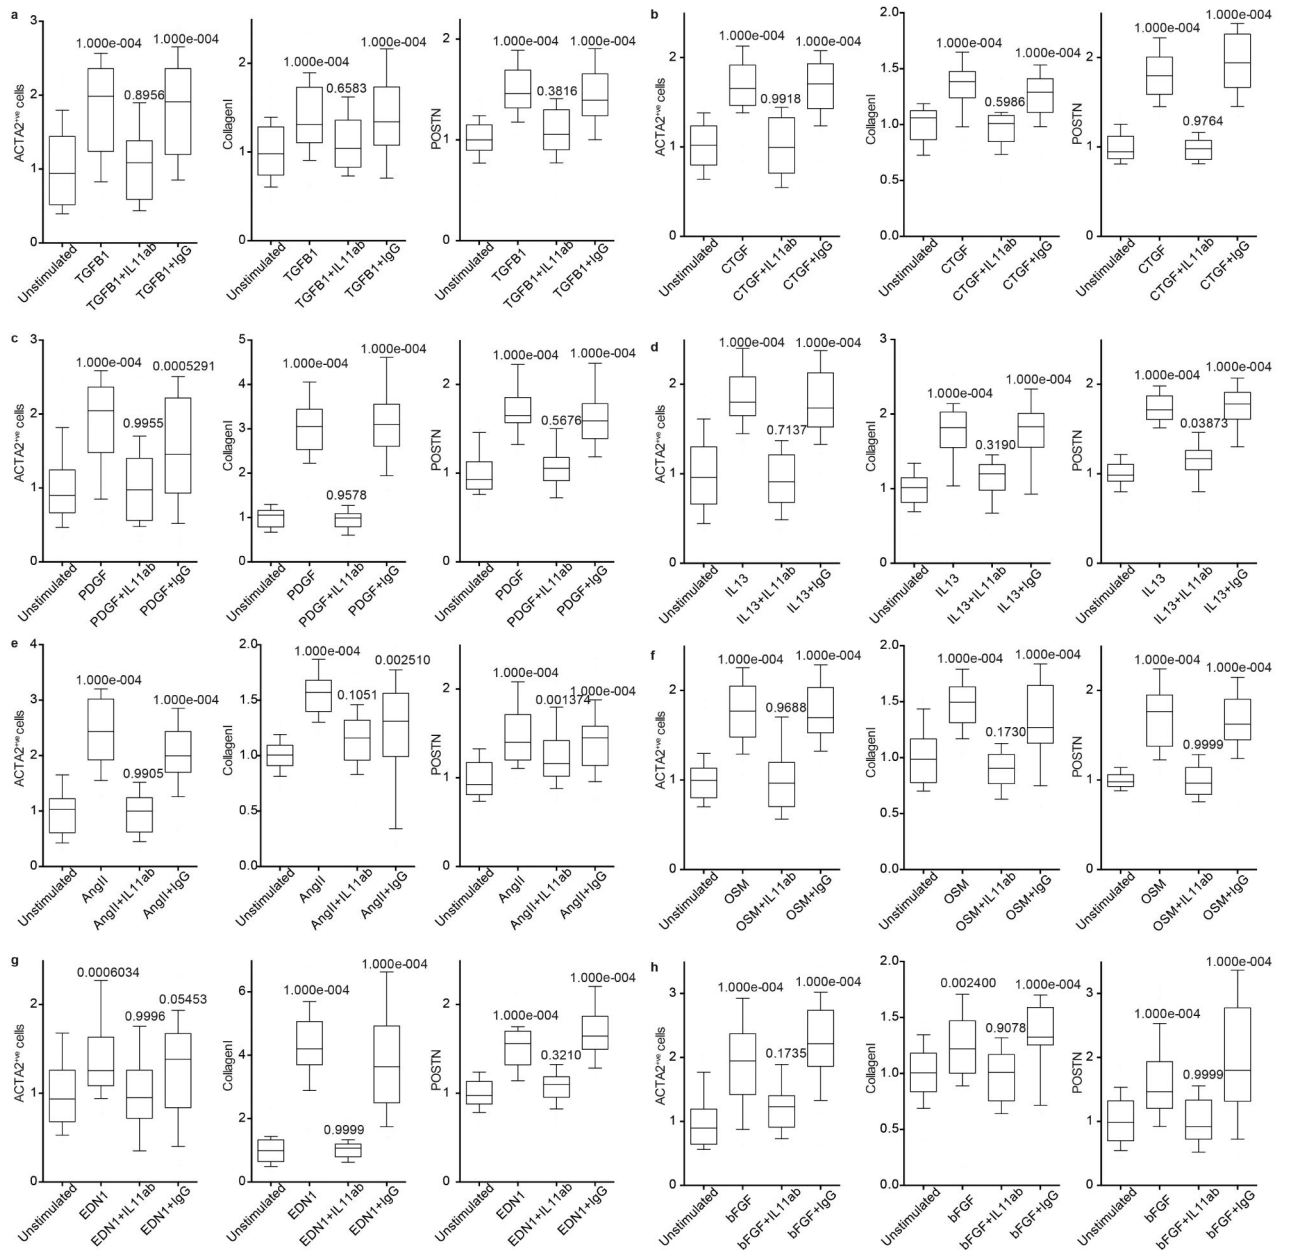 a
3
2
1
0
ACTA2+ve cells
1.000e-004
0.8956
1.000e-004
Unstimulated
TGFB1
TGFB1+IL11ab
TGFB1+IgG
2
1
0
CollagenI
1.000e-004
0.6583
1.000e-004
Unstimulated
TGFB1
TGFB1+IL11ab
TGFB1+IgG
2
1
0
POSTN
1.000e-004
0.3816
1.000e-004
Unstimulated
TGFB1
TGFB1+IL11ab
TGFB1+IgG
b
2
1
0
ACTA2+ve cells
1.000e-004
0.9918
1.000e-004
Unstimulated
CTGF
CTGF+IL11ab
CTGF+IgG
2.0
1.5
1.0
0.5
0.0
CollagenI
1.000e-004
0.5986
1.000e-004
Unstimulated
CTGF
CTGF+IL11ab
CTGF+IgG
2
1
0
POSTN
1.000e-004
0.9764
1.000e-004
Unstimulated
CTGF
CTGF+IL11ab
CTGF+IgG
c
3
2
1
0
ACTA2+ve cells
1.000e-004
0.9955
0.0005291
Unstimulated
PDGF
PDGF+IL11ab
PDGF+IgG
5
4
3
2
1
0
CollagenI
1.000e-004
0.9578
1.000e-004
Unstimulated
PDGF
PDGF+IL11ab
PDGF+IgG
2
1
0
POSTN
1.000e-004
0.5676
1.000e-004
Unstimulated
PDGF
PDGF+IL11ab
PDGF+IgG
d
2
1
0
ACTA2+ve cells
1.000e-004
0.7137
1.000e-004
Unstimulated
IL13
IL13+IL11ab
IL13+IgG
3
2
1
0
CollagenI
1.000e-004
0.3190
1.000e-004
Unstimulated
IL13
IL13+IL11ab
IL13+IgG
2
1
0
POSTN
1.000e-004
0.03873
1.000e-004
Unstimulated
IL13
IL13+IL11ab
IL13+IgG
e
4
3
2
1
0
ACTA2+ve cells
1.000e-004
0.9905
1.000e-004
Unstimulated
AngII
AngII+IL11ab
AngII+IgG
2.0
1.5
1.0
0.5
0.0
CollagenI
1.000e-004
0.1051
0.002510
Unstimulated
AngII
AngII+IL11ab
AngII+IgG
2
1
0
POSTN
1.000e-004
0.001374
1.000e-004
Unstimulated
AngII
AngII+IL11ab
AngII+IgG
f
2
1
0
ACTA2+ve cells
1.000e-004
0.9688
1.000e-004
Unstimulated
OSM
OSM+IL11ab
OSM+IgG
2.0
1.5
1.0
0.5
0.0
CollagenI
1.000e-004
0.1730
1.000e-004
Unstimulated
OSM
OSM+IL11ab
OSM+IgG
2
1
0
POSTN
1.000e-004
0.9999
1.000e-004
Unstimulated
OSM
OSM+IL11ab
OSM+IgG
g
2
1
0
ACTA2+ve cells
0.0006034
0.9996
0.05453
Unstimulated
EDN1
EDN1+IL11ab
EDN1+IgG
6
4
2
0
CollagenI
1.000e-004
0.9999
1.000e-004
Unstimulated
EDN1
EDN1+IL11ab
EDN1+IgG
2
1
0
POSTN
1.000e-004
0.3210
1.000e-004
Unstimulated
EDN1
EDN1+IL11ab
EDN1+IgG
h
3
2
1
0
ACTA2+ve cells
1.000e-004
0.1735
1.000e-004
Unstimulated
bFGF
bFGF+IL11ab
bFGF+IgG
2.0
1.5
1.0
0.5
0.0
CollagenI
0.002400
0.9078
1.000e-004
Unstimulated
bFGF
bFGF+IL11ab
bFGF+IgG
3
2
1
0
POSTN
1.000e-004
0.9999
1.000e-004
Unstimulated
bFGF
bFGF+IL11ab
bFGF+IgG